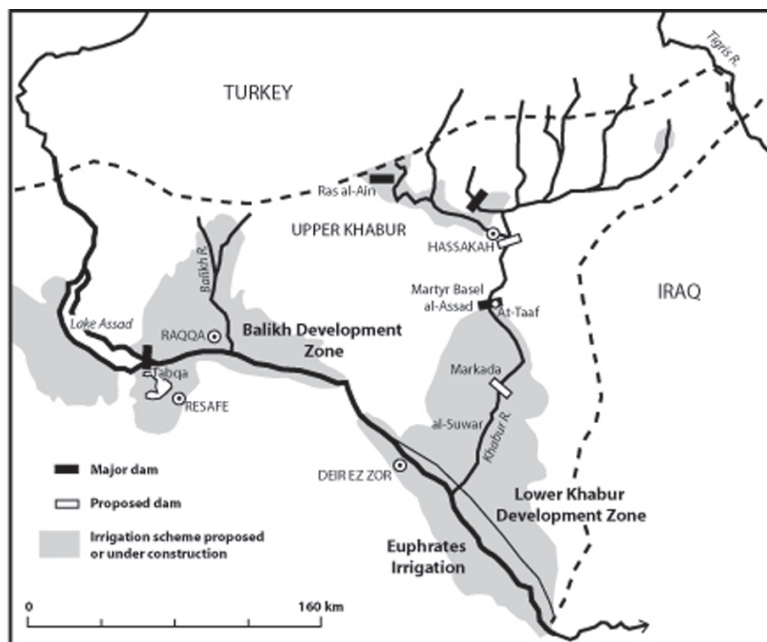 Tigris R.
TURKEY
Ras al-Ain
UPPER KHABUR
HASSAKAH
Balikh R.
Martyr Basel
al-Assad
At-Taaf
IRAQ
Lake Assad
RAQQA
Balikh Development
Zone
Tabqa
Markada
RESAFE
al-Suwar
Khabur R.
DEIR EZ ZOR
Major dam
Proposed dam
Lower Khabur
Development Zone
Irrigation scheme proposed
or under construction
Euphrates
Irrigation
0
160 km